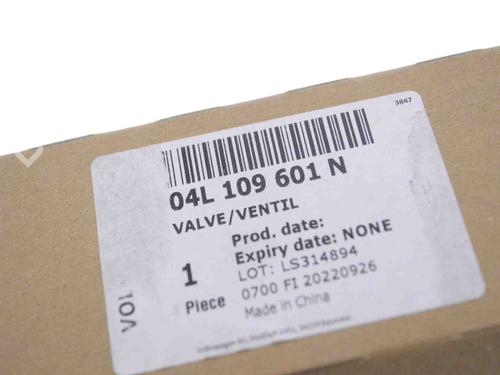 3847
04L 109 601 N
VALVE/VENTIL
Prod. date:
Expiry date: NONE
LOT: LS314894
0700 FI 20220926
Made in China
1
Piece
VOL